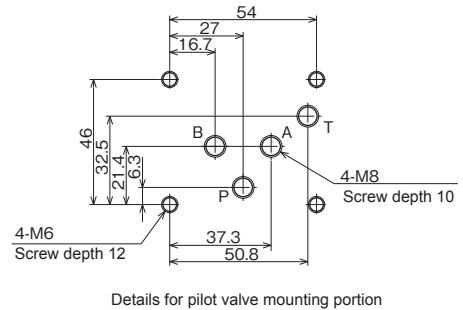 54
27
16.7
46
32.5
21.4
6.3
B
A
T
P
4-M8
Screw depth 10
4-M6
Screw depth 12
37.3
50.8
Details for pilot valve mounting portion